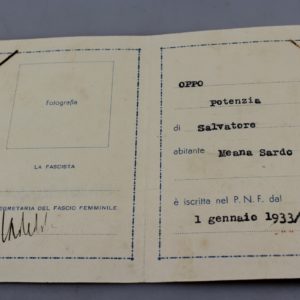 Fotografia
LA FASCISTA
SEGRETARIA DEL FASCIO FEMMINILE
OPPO
Potenzia
di Salvatore
abitante Meana Sardo
è iscritta nel P. N. F. dal
1 gennaio 1933/